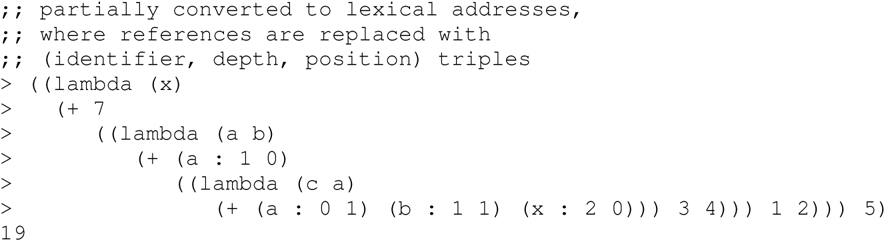 ;; partially converted to lexical addresses,
;; where references are replaced with
;; (identifier, depth, position) triples
> ((lambda (x)
>   (+ 7
>      ((lambda (a b)
>         (+ (a : 1 0)
>            ((lambda (c a)
>               (+ (a : 0 1) (b : 1 1) (x : 2 0))) 3 4))) 1 2))) 5)
19